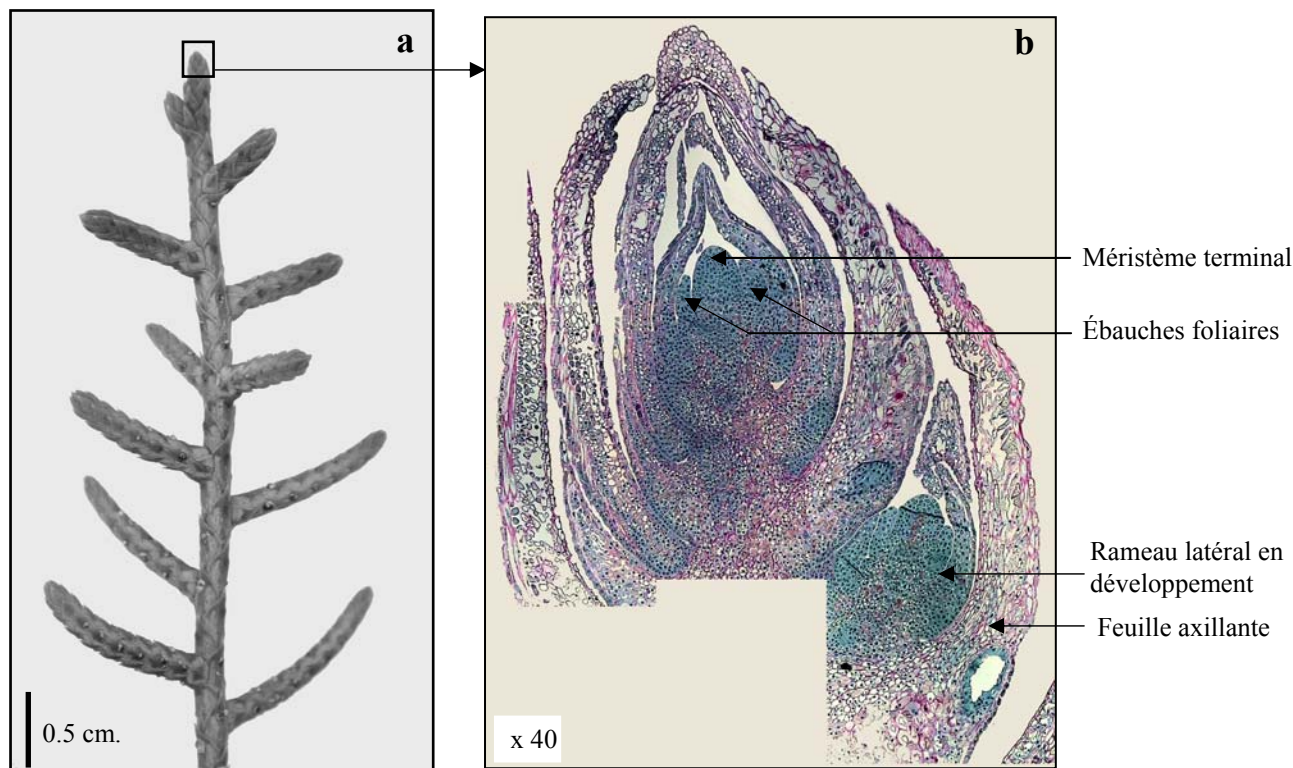 a
b
Méristème terminal
Ébauches foliaires
Rameau latéral en
développement
Feuille axillante
0.5 cm.
x 40